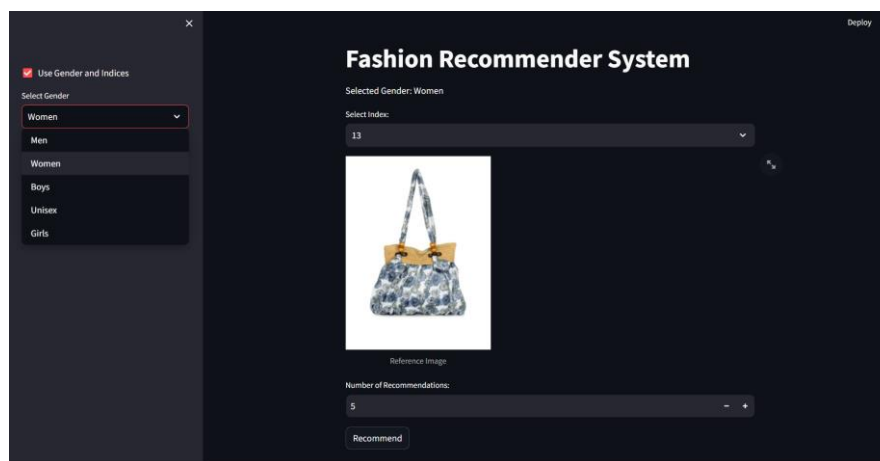 Deploy
Use Gender and Indices
Select Gender
Women
Men
Women
Boys
Unisex
Girls
Fashion Recommender System
Selected Gender: Women
Select Index:
13
Reference Image
Number of Recommendations:
5
Recommend